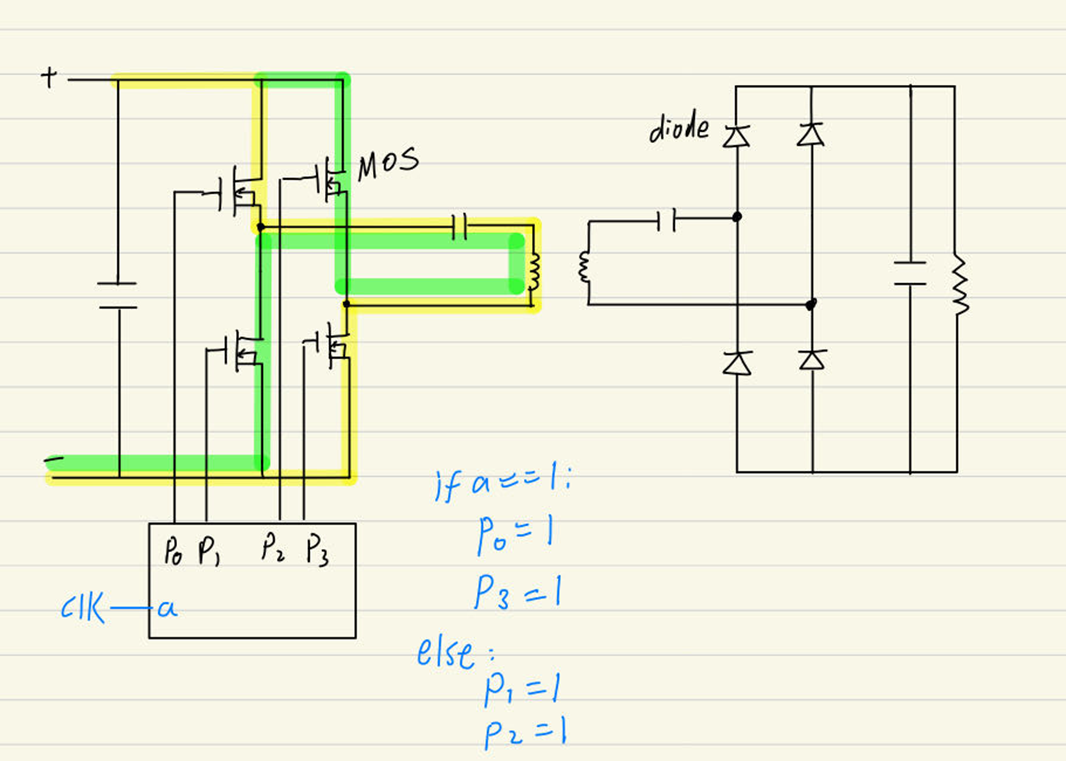 +
diode
MOS
-
P0 P1 P2 P3
clk a
if a==1:
P0=1
P3=1
else:
P1=1
P2=1